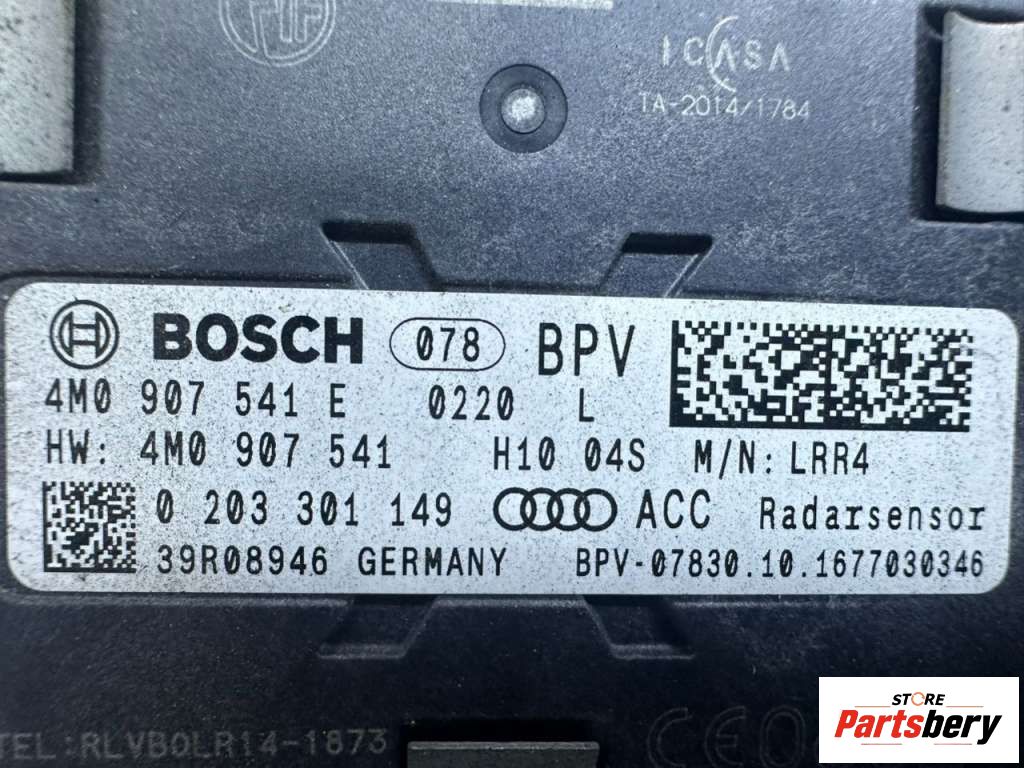 ICASA
TA-2014/1784
BOSCH 078 BPV
4M0 907 541 E 0220 L
HW: 4M0 907 541 H10 04S M/N: LRR4
0 203 301 149 ACC Radarsensor
39R08946 GERMANY BPV-07830.10.1677030346
TEL:RLVBOLR14-1873
CE
STORE
Partsbery